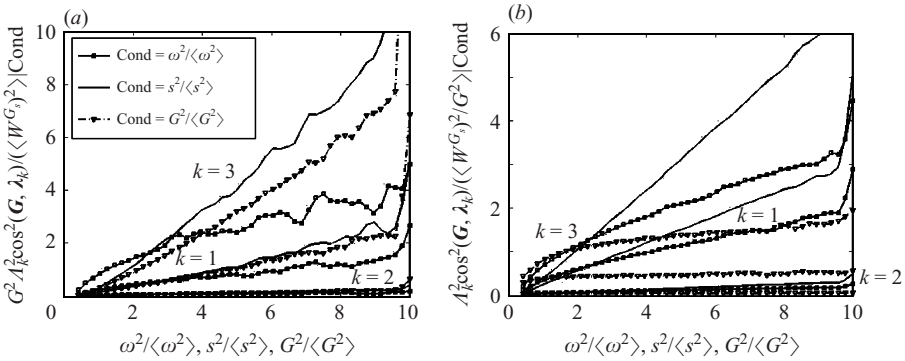 (a)
10
8
6
4
2
0
2
4
6
8
10
G²Λ²ₖcos²(G, λₖ)/⟨(W^{G_s})²⟩|Cond
Cond = ω²/⟨ω²⟩
Cond = s²/⟨s²⟩
Cond = G²/⟨G²⟩
k = 3
k = 1
k = 2
ω²/⟨ω²⟩, s²/⟨s²⟩, G²/⟨G²⟩
(b)
6
4
2
0
2
4
6
8
10
Λ²ₖcos²(G, λₖ)/⟨(W^{G_s})²/G²⟩|Cond
k = 3
k = 1
k = 2
ω²/⟨ω²⟩, s²/⟨s²⟩, G²/⟨G²⟩